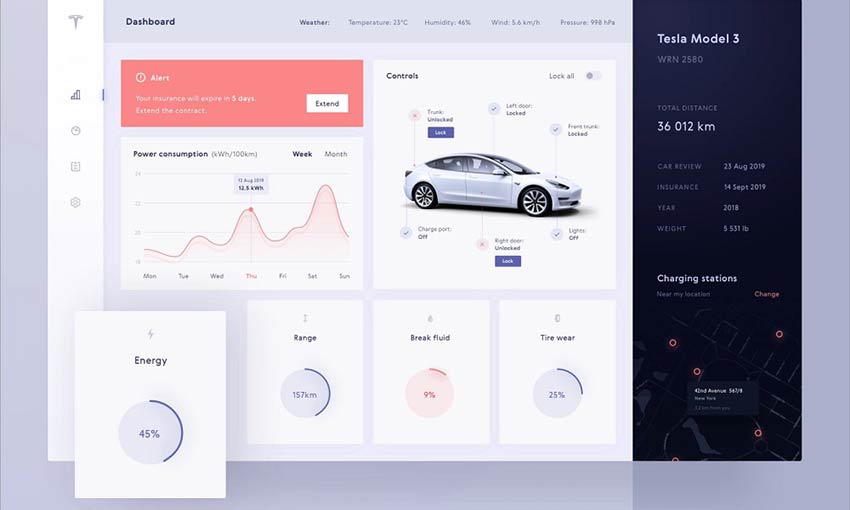 Dashboard
Weather: Temperature: 23°C Humidity: 46% Wind: 5.6 km/h Pressure: 998 hPa
Alert
Your insurance will expire in 5 days.
Extend the contract.
Extend
Power consumption (kWh/100km) Week Month
24
22
20
18
12 Aug 2019
12.5 kWh
Mon Tue Wed Thu Fri Sat Sun
Controls Lock all
Trunk:
Unlocked
Lock
Left door:
Locked
Front trunk:
Locked
Charge port:
Off
Right door:
Unlocked
Lock
Lights:
Off
Energy
45%
Range
157km
Break fluid
9%
Tire wear
25%
Tesla Model 3
WRN 2580
TOTAL DISTANCE
36 012 km
CAR REVIEW 23 Aug 2019
INSURANCE 14 Sept 2019
YEAR 2018
WEIGHT 5 531 lb
Charging stations
Near my location Change
42nd Avenue 567/8
New York
3.2 km from you